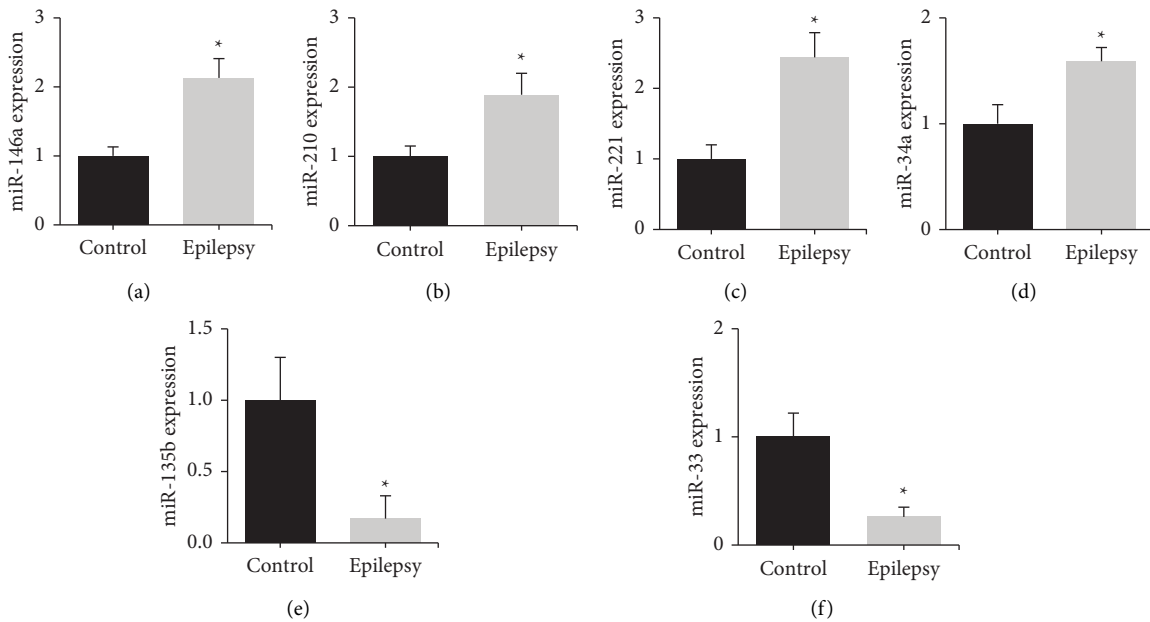 miR-146a expression
3
2
1
0
*
Control
Epilepsy
(a)
miR-210 expression
3
2
1
0
*
Control
Epilepsy
(b)
miR-221 expression
3
2
1
0
*
Control
Epilepsy
(c)
miR-34a expression
2
1
0
*
Control
Epilepsy
(d)
miR-135b expression
1.5
1.0
0.5
0.0
*
Control
Epilepsy
(e)
miR-33 expression
2
1
0
*
Control
Epilepsy
(f)